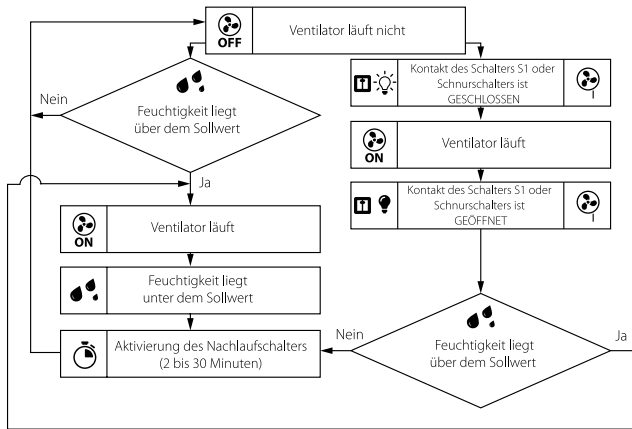 OFF
Ventilator läuft nicht
Nein
Feuchtigkeit liegt
über dem Sollwert
Ja
ON
Ventilator läuft
Feuchtigkeit liegt
unter dem Sollwert
Aktivierung des Nachlaufschalters
(2 bis 30 Minuten)
Kontakt des Schalters S1 oder
Schnurschalters ist
GESCHLOSSEN
ON
Ventilator läuft
Kontakt des Schalters S1 oder
Schnurschalters ist
GEÖFFNET
Nein
Feuchtigkeit liegt
über dem Sollwert
Ja